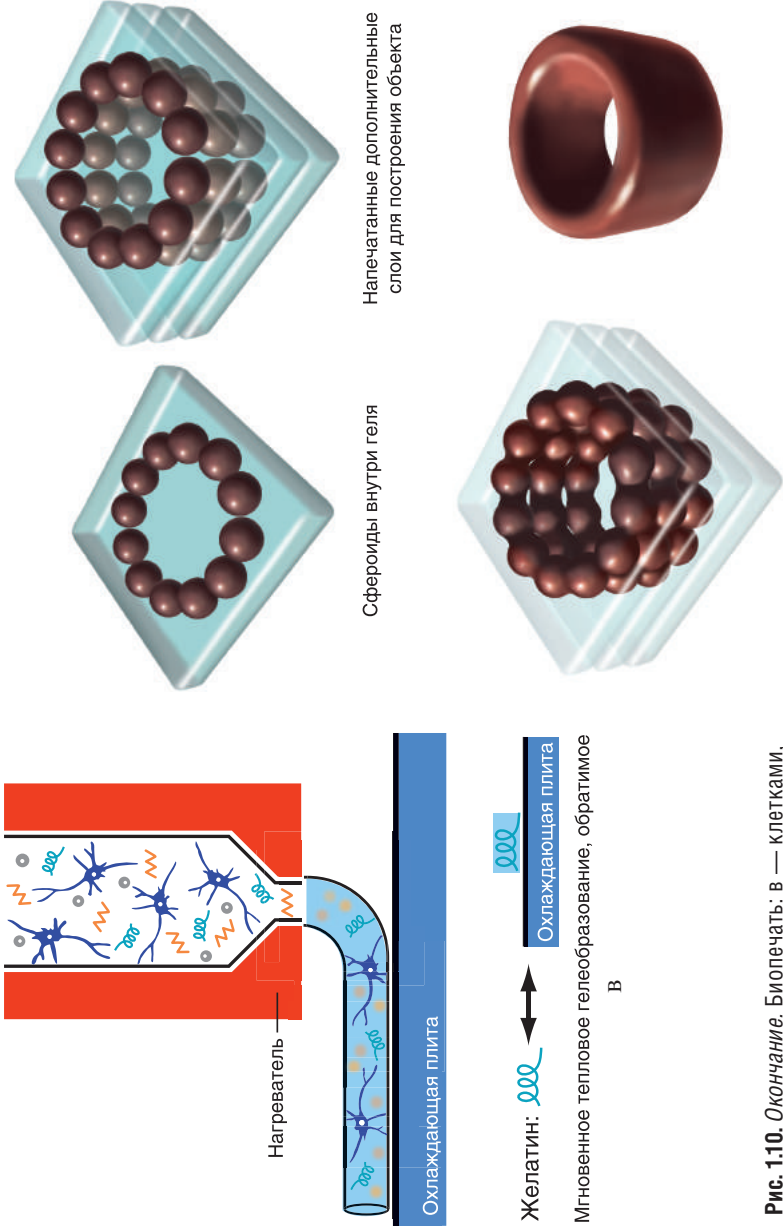 Нагреватель
Охлаждающая плита
Желатин:
Охлаждающая плита
Мгновенное тепловое гелеобразование, обратимое
Сфероиды внутри геля
Напечатанные дополнительные
слои для построения объекта
В
Рис. 1.10. Окончание. Биопечать: в — клетками,